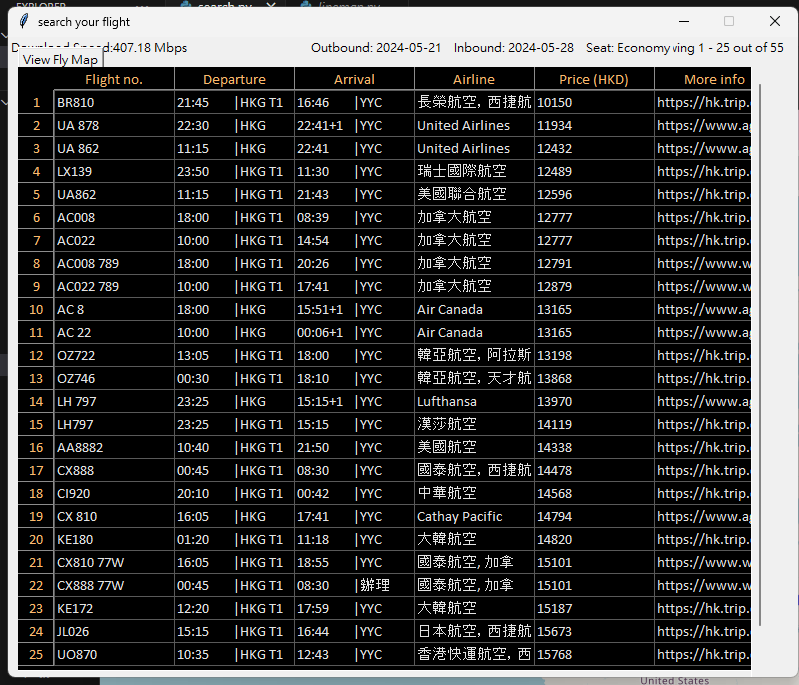 search your flight
Download Speed:407.18 Mbps Outbound: 2024-05-21 Inbound: 2024-05-28 Seat: Economy ving 1 - 25 out of 55
View Fly Map
Flight no. Departure Arrival Airline Price (HKD) More info
1 BR810 21:45 |HKG T1 16:46 |YYC 長榮航空, 西捷航 10150 https://hk.trip.
2 UA 878 22:30 |HKG 22:41+1 |YYC United Airlines 11934 https://www.a
3 UA 862 11:15 |HKG 22:41 |YYC United Airlines 12432 https://www.a
4 LX139 23:50 |HKG T1 11:30 |YYC 瑞士國際航空 12489 https://hk.trip.
5 UA862 11:15 |HKG T1 21:43 |YYC 美國聯合航空 12596 https://hk.trip.
6 AC008 18:00 |HKG T1 08:39 |YYC 加拿大航空 12777 https://hk.trip.
7 AC022 10:00 |HKG T1 14:54 |YYC 加拿大航空 12777 https://hk.trip.
8 AC008 789 18:00 |HKG T1 20:26 |YYC 加拿大航空 12791 https://www.w
9 AC022 789 10:00 |HKG T1 17:41 |YYC 加拿大航空 12879 https://www.w
10 AC 8 18:00 |HKG 15:51+1 |YYC Air Canada 13165 https://www.a
11 AC 22 10:00 |HKG 00:06+1 |YYC Air Canada 13165 https://www.a
12 OZ722 13:05 |HKG T1 18:00 |YYC 韓亞航空, 阿拉斯 13198 https://hk.trip.
13 OZ746 00:30 |HKG T1 18:10 |YYC 韓亞航空, 天才航 13868 https://hk.trip.
14 LH 797 23:25 |HKG 15:15+1 |YYC Lufthansa 13970 https://www.a
15 LH797 23:25 |HKG T1 15:15 |YYC 漢莎航空 14119 https://hk.trip.
16 AA8882 10:40 |HKG T1 21:50 |YYC 美國航空 14338 https://hk.trip.
17 CX888 00:45 |HKG T1 08:30 |YYC 國泰航空, 西捷航 14478 https://hk.trip.
18 CI920 20:10 |HKG T1 00:42 |YYC 中華航空 14568 https://hk.trip.
19 CX 810 16:05 |HKG 17:41 |YYC Cathay Pacific 14794 https://www.a
20 KE180 01:20 |HKG T1 11:18 |YYC 大韓航空 14820 https://hk.trip.
21 CX810 77W 16:05 |HKG T1 18:55 |YYC 國泰航空, 加拿 15101 https://www.w
22 CX888 77W 00:45 |HKG T1 08:30 |辦理 國泰航空, 加拿 15101 https://www.w
23 KE172 12:20 |HKG T1 17:59 |YYC 大韓航空 15187 https://hk.trip.
24 JL026 15:15 |HKG T1 16:44 |YYC 日本航空, 西捷航 15673 https://hk.trip.
25 UO870 10:35 |HKG T1 12:43 |YYC 香港快運航空, 西 15768 https://hk.trip.
United States